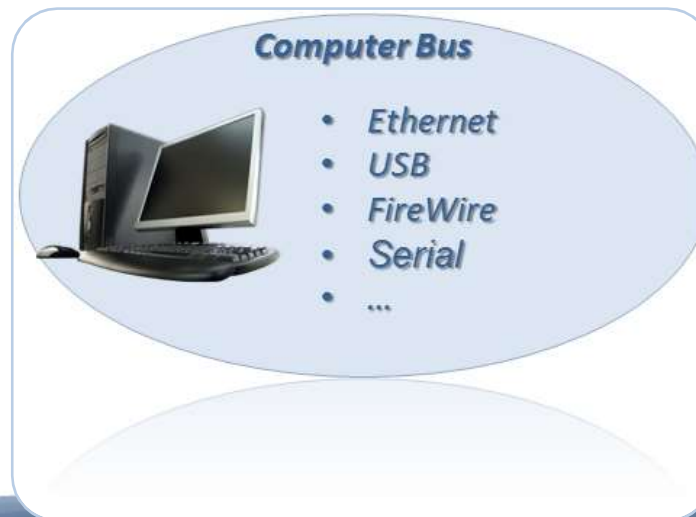 Computer Bus
• Ethernet
• USB
• FireWire
• Serial
• ...